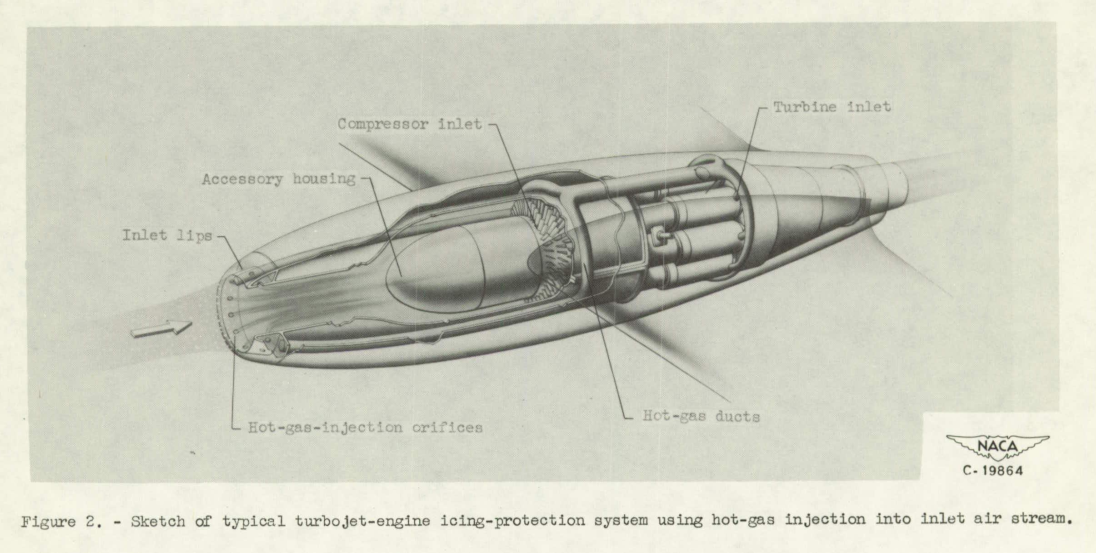 Turbine inlet
Compressor inlet
Accessory housing
Inlet lips
Hot-gas ducts
Hot-gas-injection orifices
NACA
C-19864
Figure 2. - Sketch of typical turbojet-engine icing-protection system using hot-gas injection into inlet air stream.